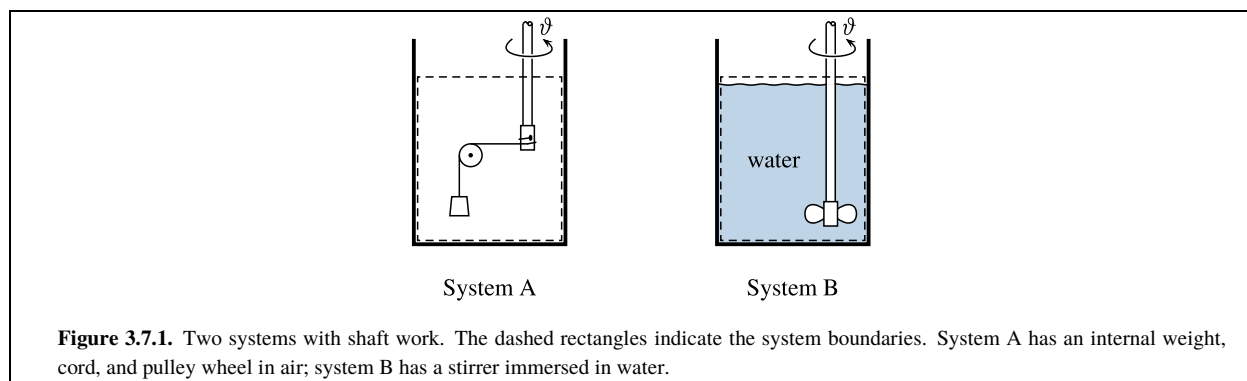 ϑ
ϑ
water
System A
System B
Figure 3.7.1. Two systems with shaft work. The dashed rectangles indicate the system boundaries. System A has an internal weight,
cord, and pulley wheel in air; system B has a stirrer immersed in water.